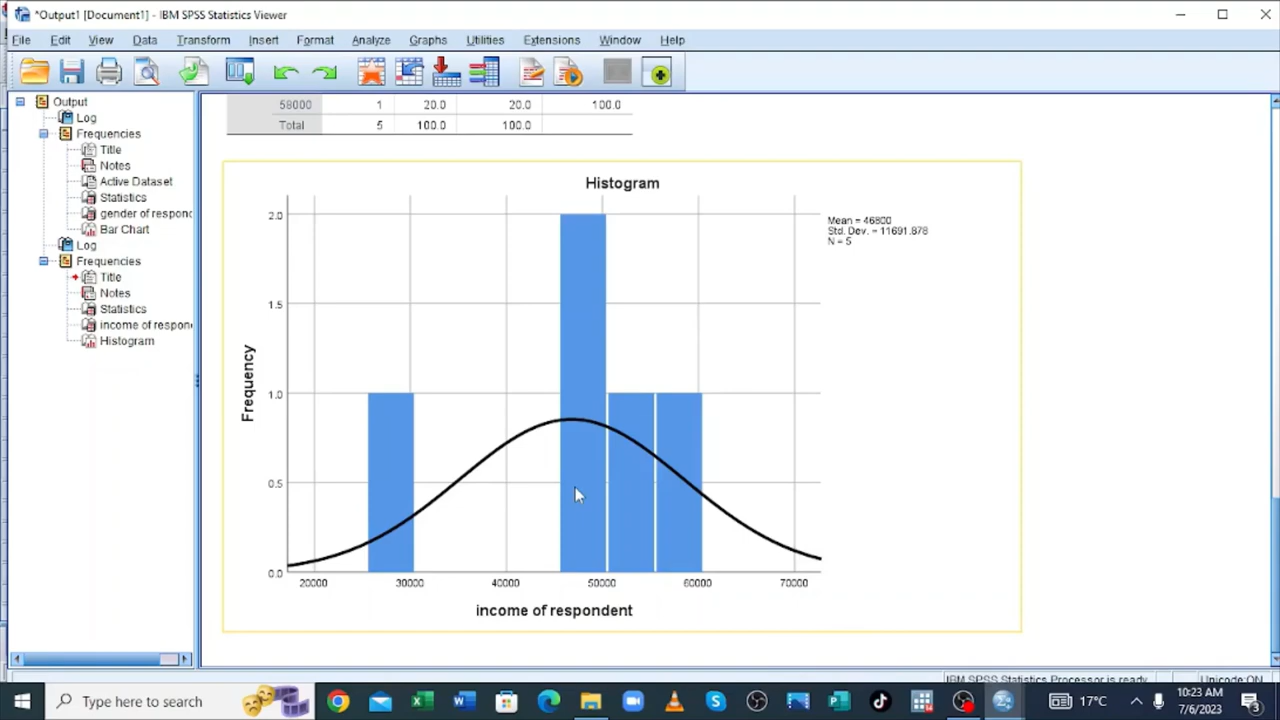 *Output1 [Document1] - IBM SPSS Statistics Viewer
File Edit View Data Transform Insert Format Analyze Graphs Utilities Extensions Window Help
Output
Log
Frequencies
Title
Notes
Active Dataset
Statistics
gender of respond
Bar Chart
Log
Frequencies
Title
Notes
Statistics
income of respon
Histogram
58000 1 20.0 20.0 100.0
Total 5 100.0 100.0
Histogram
Mean = 46800
Std. Dev. = 11691.878
N = 5
2.0
1.5
1.0
0.5
0.0
Frequency
20000 30000 40000 50000 60000 70000
income of respondent
IBM SPSS Statistics Processor is ready Unicode:ON
Type here to search
17°C
10:23 AM
7/6/2023
3